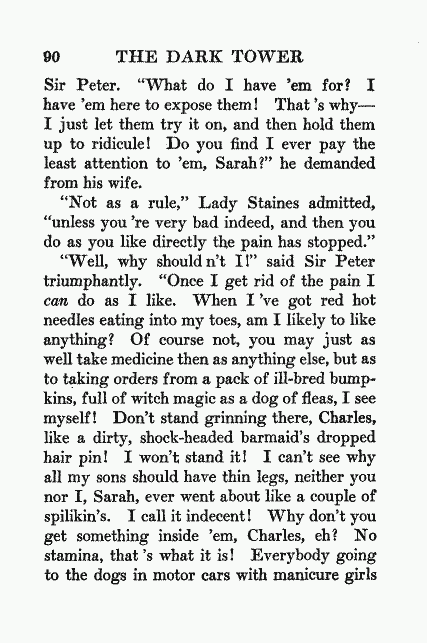 90 THE DARK TOWER
Sir Peter. “What do I have ’em for? I
have ’em here to expose them! That ’s why—
I just let them try it on, and then hold them
up to ridicule! Do you find I ever pay the
least attention to ’em, Sarah?” he demanded
from his wife.
“Not as a rule,” Lady Staines admitted,
“unless you ’re very bad indeed, and then you
do as you like directly the pain has stopped.”
“Well, why should n’t I!” said Sir Peter
triumphantly. “Once I get rid of the pain I
can do as I like. When I ’ve got red hot
needles eating into my toes, am I likely to like
anything? Of course not, you may just as
well take medicine then as anything else, but as
to taking orders from a pack of ill-bred bump-
kins, full of witch magic as a dog of fleas, I see
myself! Don’t stand grinning there, Charles,
like a dirty, shock-headed barmaid’s dropped
hair pin! I won’t stand it! I can’t see why
all my sons should have thin legs, neither you
nor I, Sarah, ever went about like a couple of
spilikin’s. I call it indecent! Why don’t you
get something inside ’em, Charles, eh? No
stamina, that ’s what it is! Everybody going
to the dogs in motor cars with manicure girls